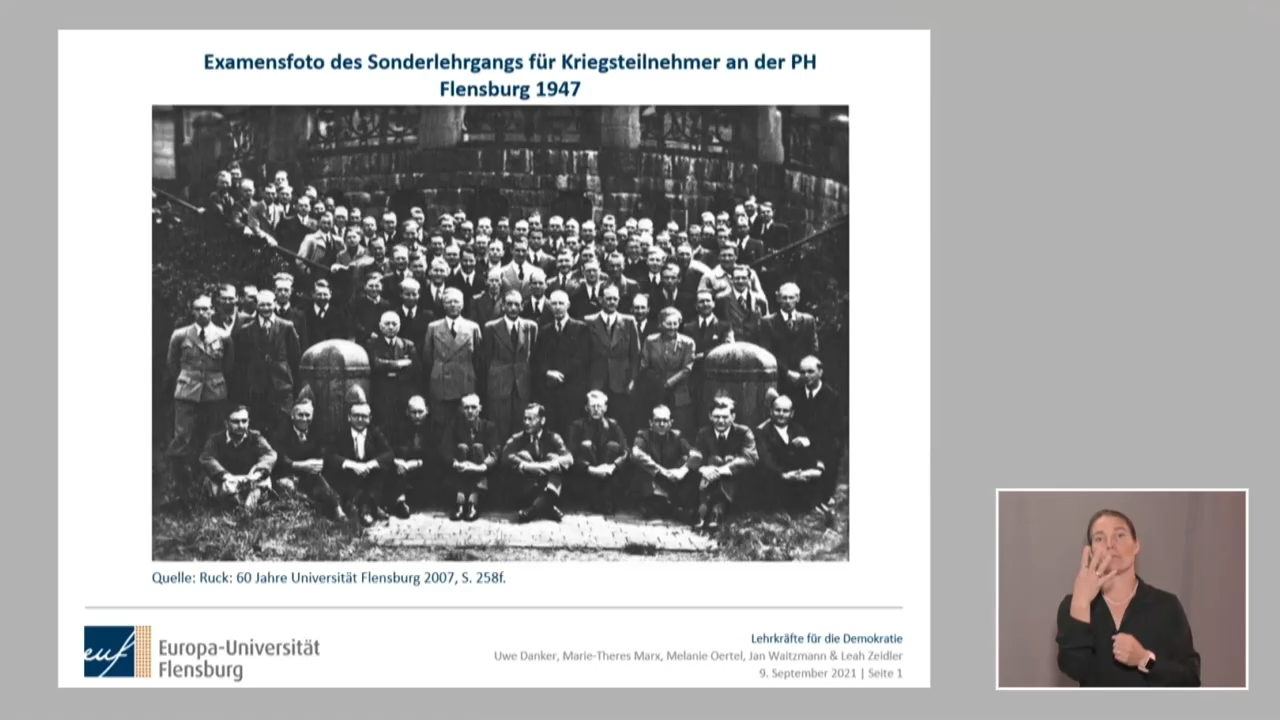 Examensfoto des Sonderlehrgangs für Kriegsteilnehmer an der PH
Flensburg 1947
Quelle: Ruck: 60 Jahre Universität Flensburg 2007, S. 258f.
euf
Europa-Universität
Flensburg
Lehrkräfte für die Demokratie
Uwe Danker, Marie-Theres Marx, Melanie Oertel, Jan Waitzmann & Leah Zeidler
9. September 2021 | Seite 1